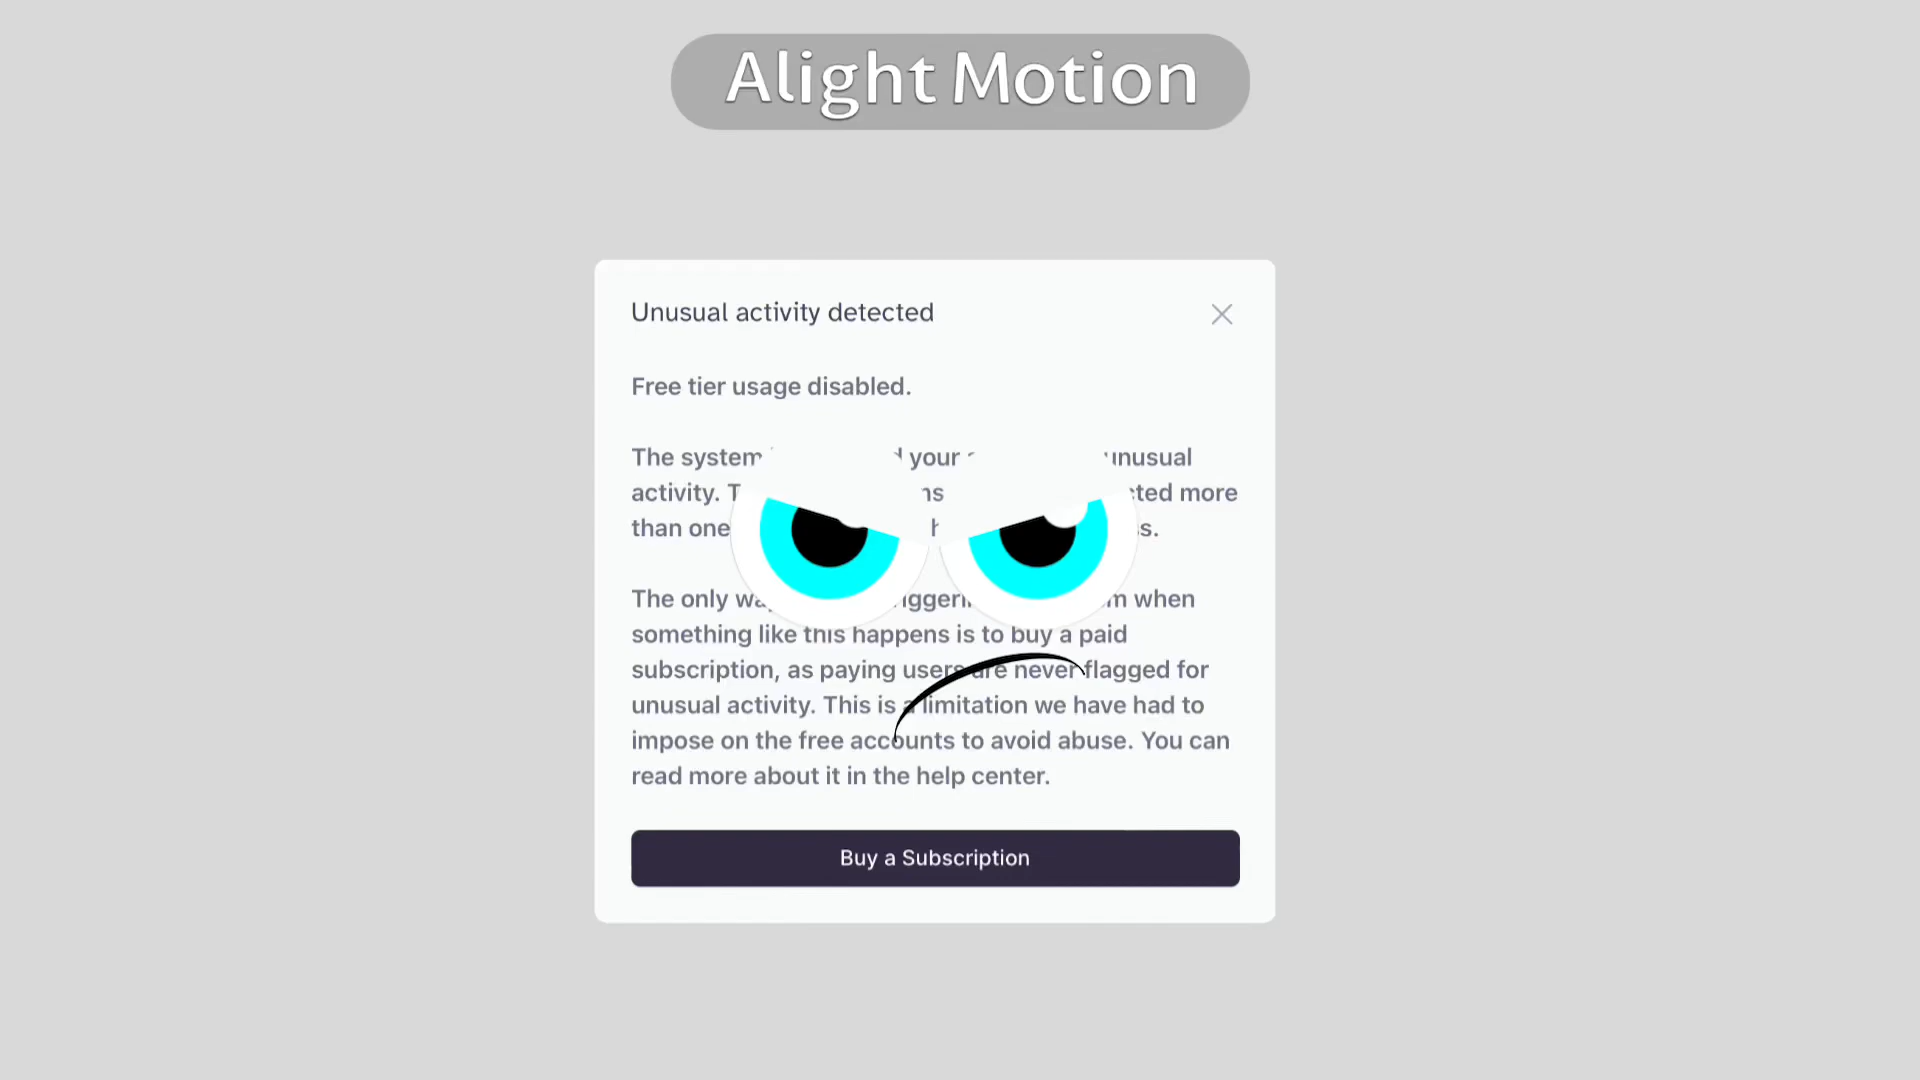 Alight Motion
Unusual activity detected
Free tier usage disabled.
The system your unusual
activity. more
than one
The only when
something like this happens is to buy a paid
subscription, as paying users are never flagged for
unusual activity. This is a limitation we have had to
impose on the free accounts to avoid abuse. You can
read more about it in the help center.
Buy a Subscription